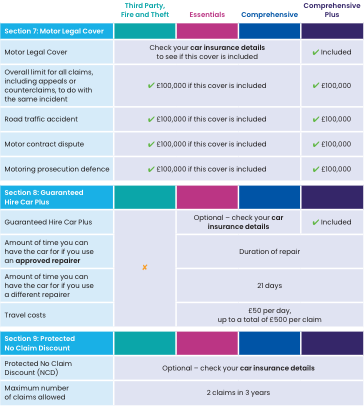 Third Party,
Fire and Theft
Essentials
Comprehensive
Comprehensive
Plus
Section 7: Motor Legal Cover
Motor Legal Cover
Check your car insurance details
to see if this cover is included
✔ Included
Overall limit for all claims,
including appeals or
counterclaims, to do with
the same incident
✔ £100,000 if this cover is included
✔ £100,000
Road traffic accident
✔ £100,000 if this cover is included
✔ £100,000
Motor contract dispute
✔ £100,000 if this cover is included
✔ £100,000
Motoring prosecution defence
✔ £100,000 if this cover is included
✔ £100,000
Section 8: Guaranteed
Hire Car Plus
Guaranteed Hire Car Plus
✘
Optional – check your car
insurance details
✔ Included
Amount of time you can
have the car for if you use
an approved repairer
Duration of repair
Amount of time you can
have the car for if you use
a different repairer
21 days
Travel costs
£50 per day,
up to a total of £500 per claim
Section 9: Protected
No Claim Discount
Protected No Claim
Discount (NCD)
Optional – check your car insurance details
Maximum number
of claims allowed
2 claims in 3 years